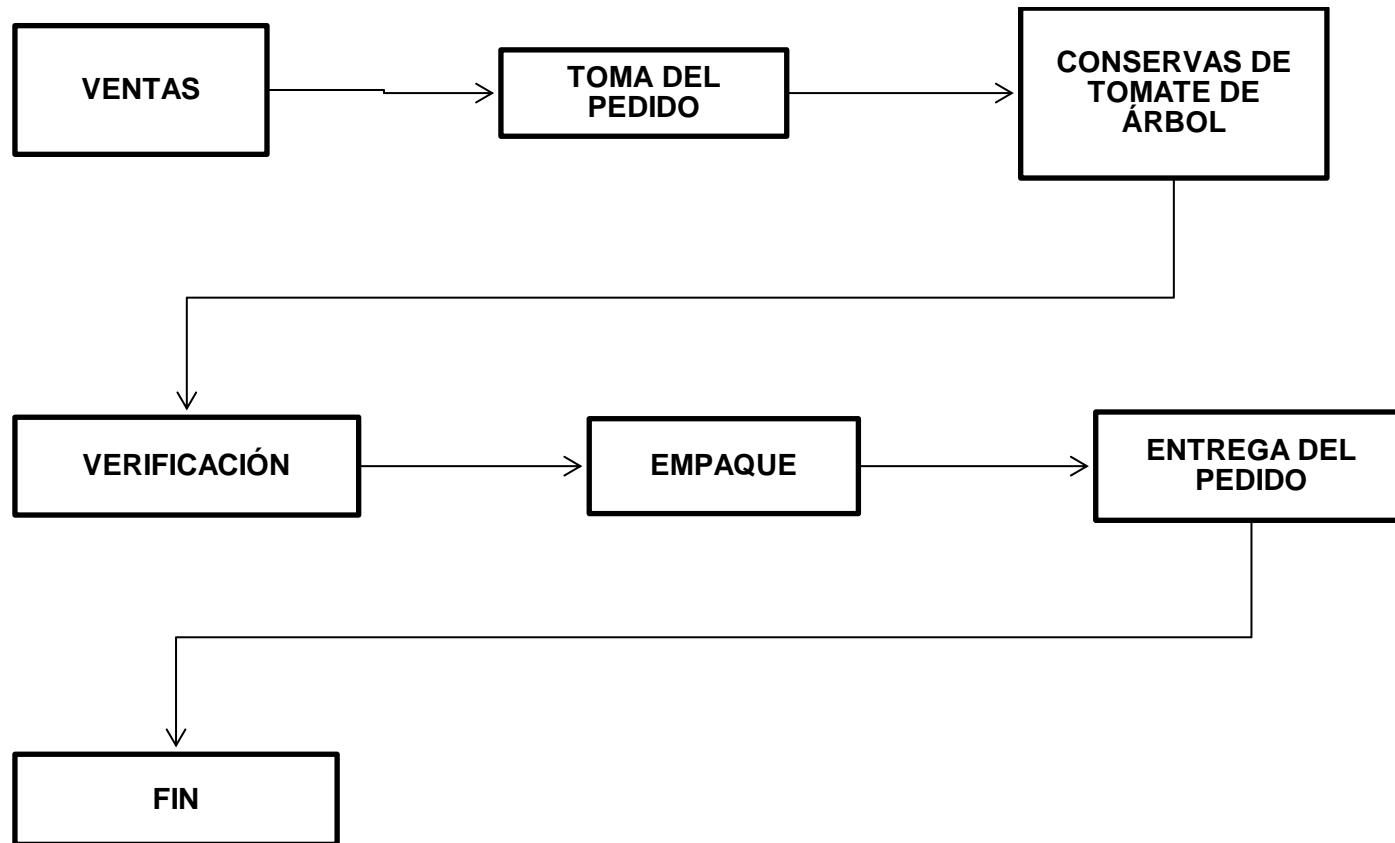 VENTAS
TOMA DEL
PEDIDO
CONSERVAS DE
TOMATE DE
ÁRBOL
VERIFICACIÓN
EMPAQUE
ENTREGA DEL
PEDIDO
FIN